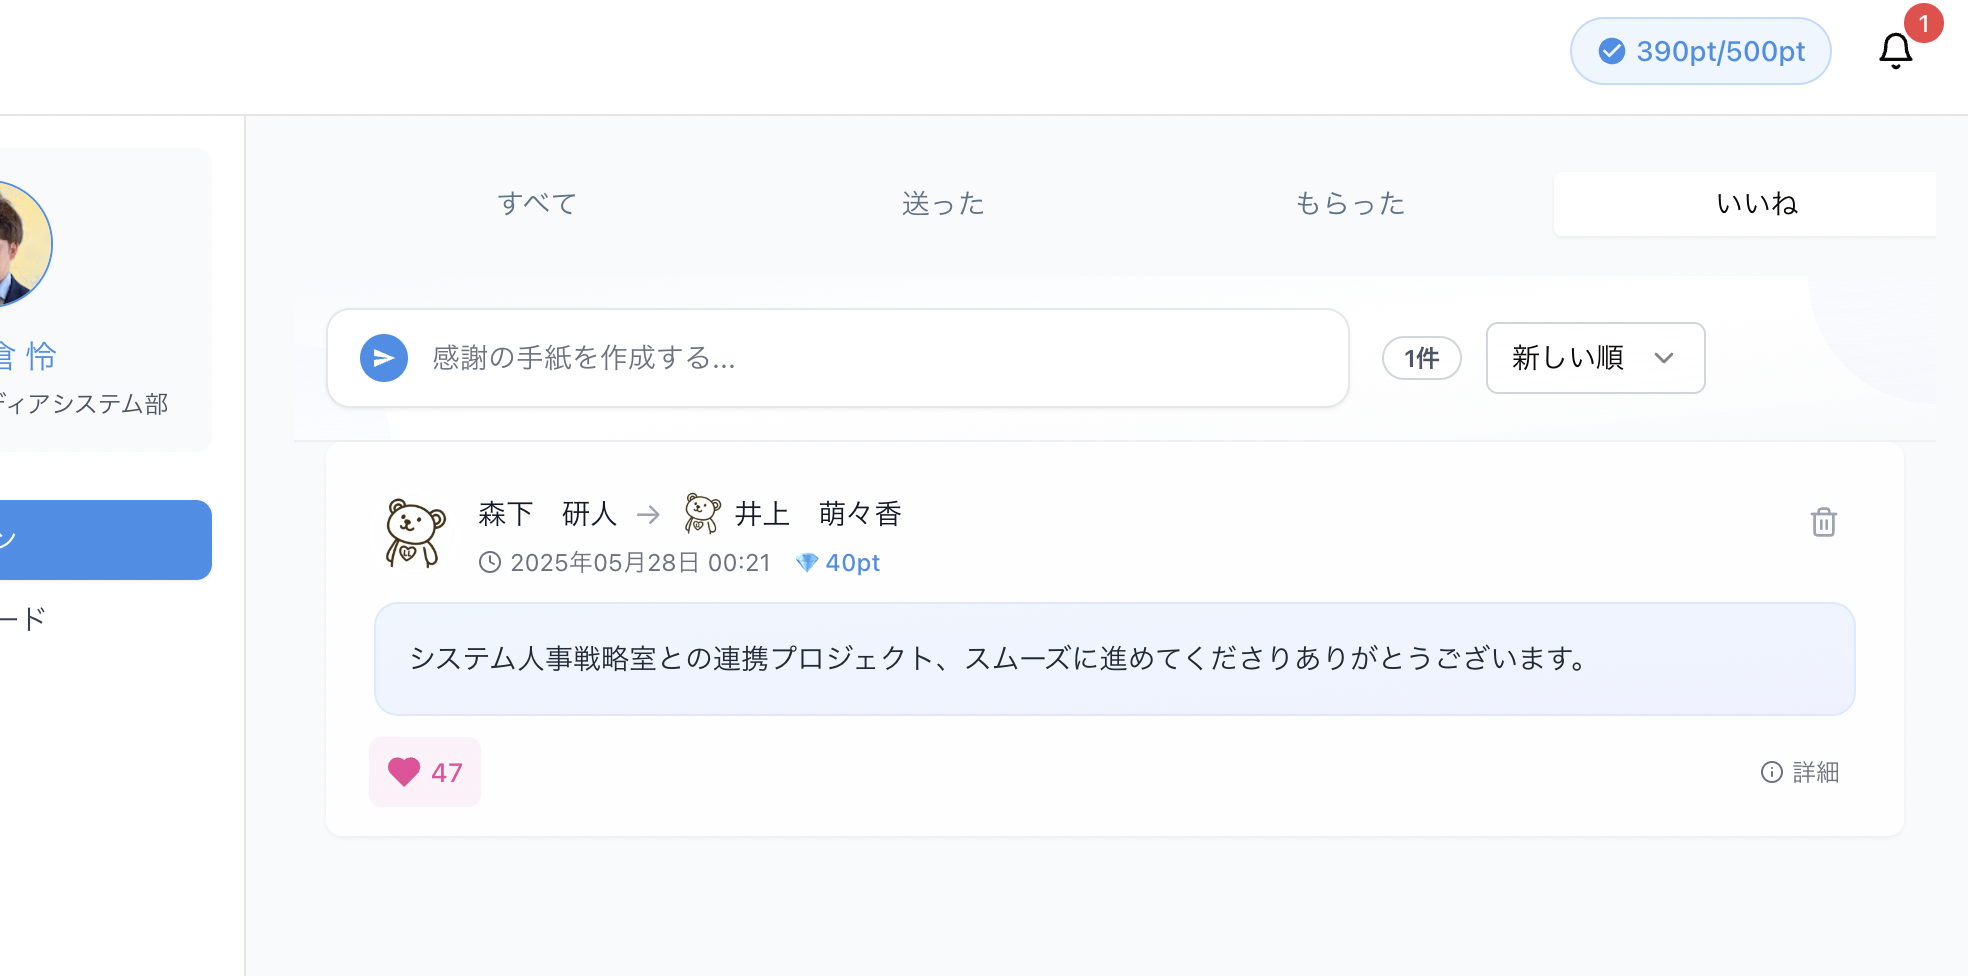 390pt/500pt
1
すべて
送った
もらった
いいね
倉 怜
ディアシステム部
ン
ード
感謝の手紙を作成する...
1件
新しい順
森下　研人 → 井上　萌々香
2025年05月28日 00:21 40pt
システム人事戦略室との連携プロジェクト、スムーズに進めてくださりありがとうございます。
47
詳細